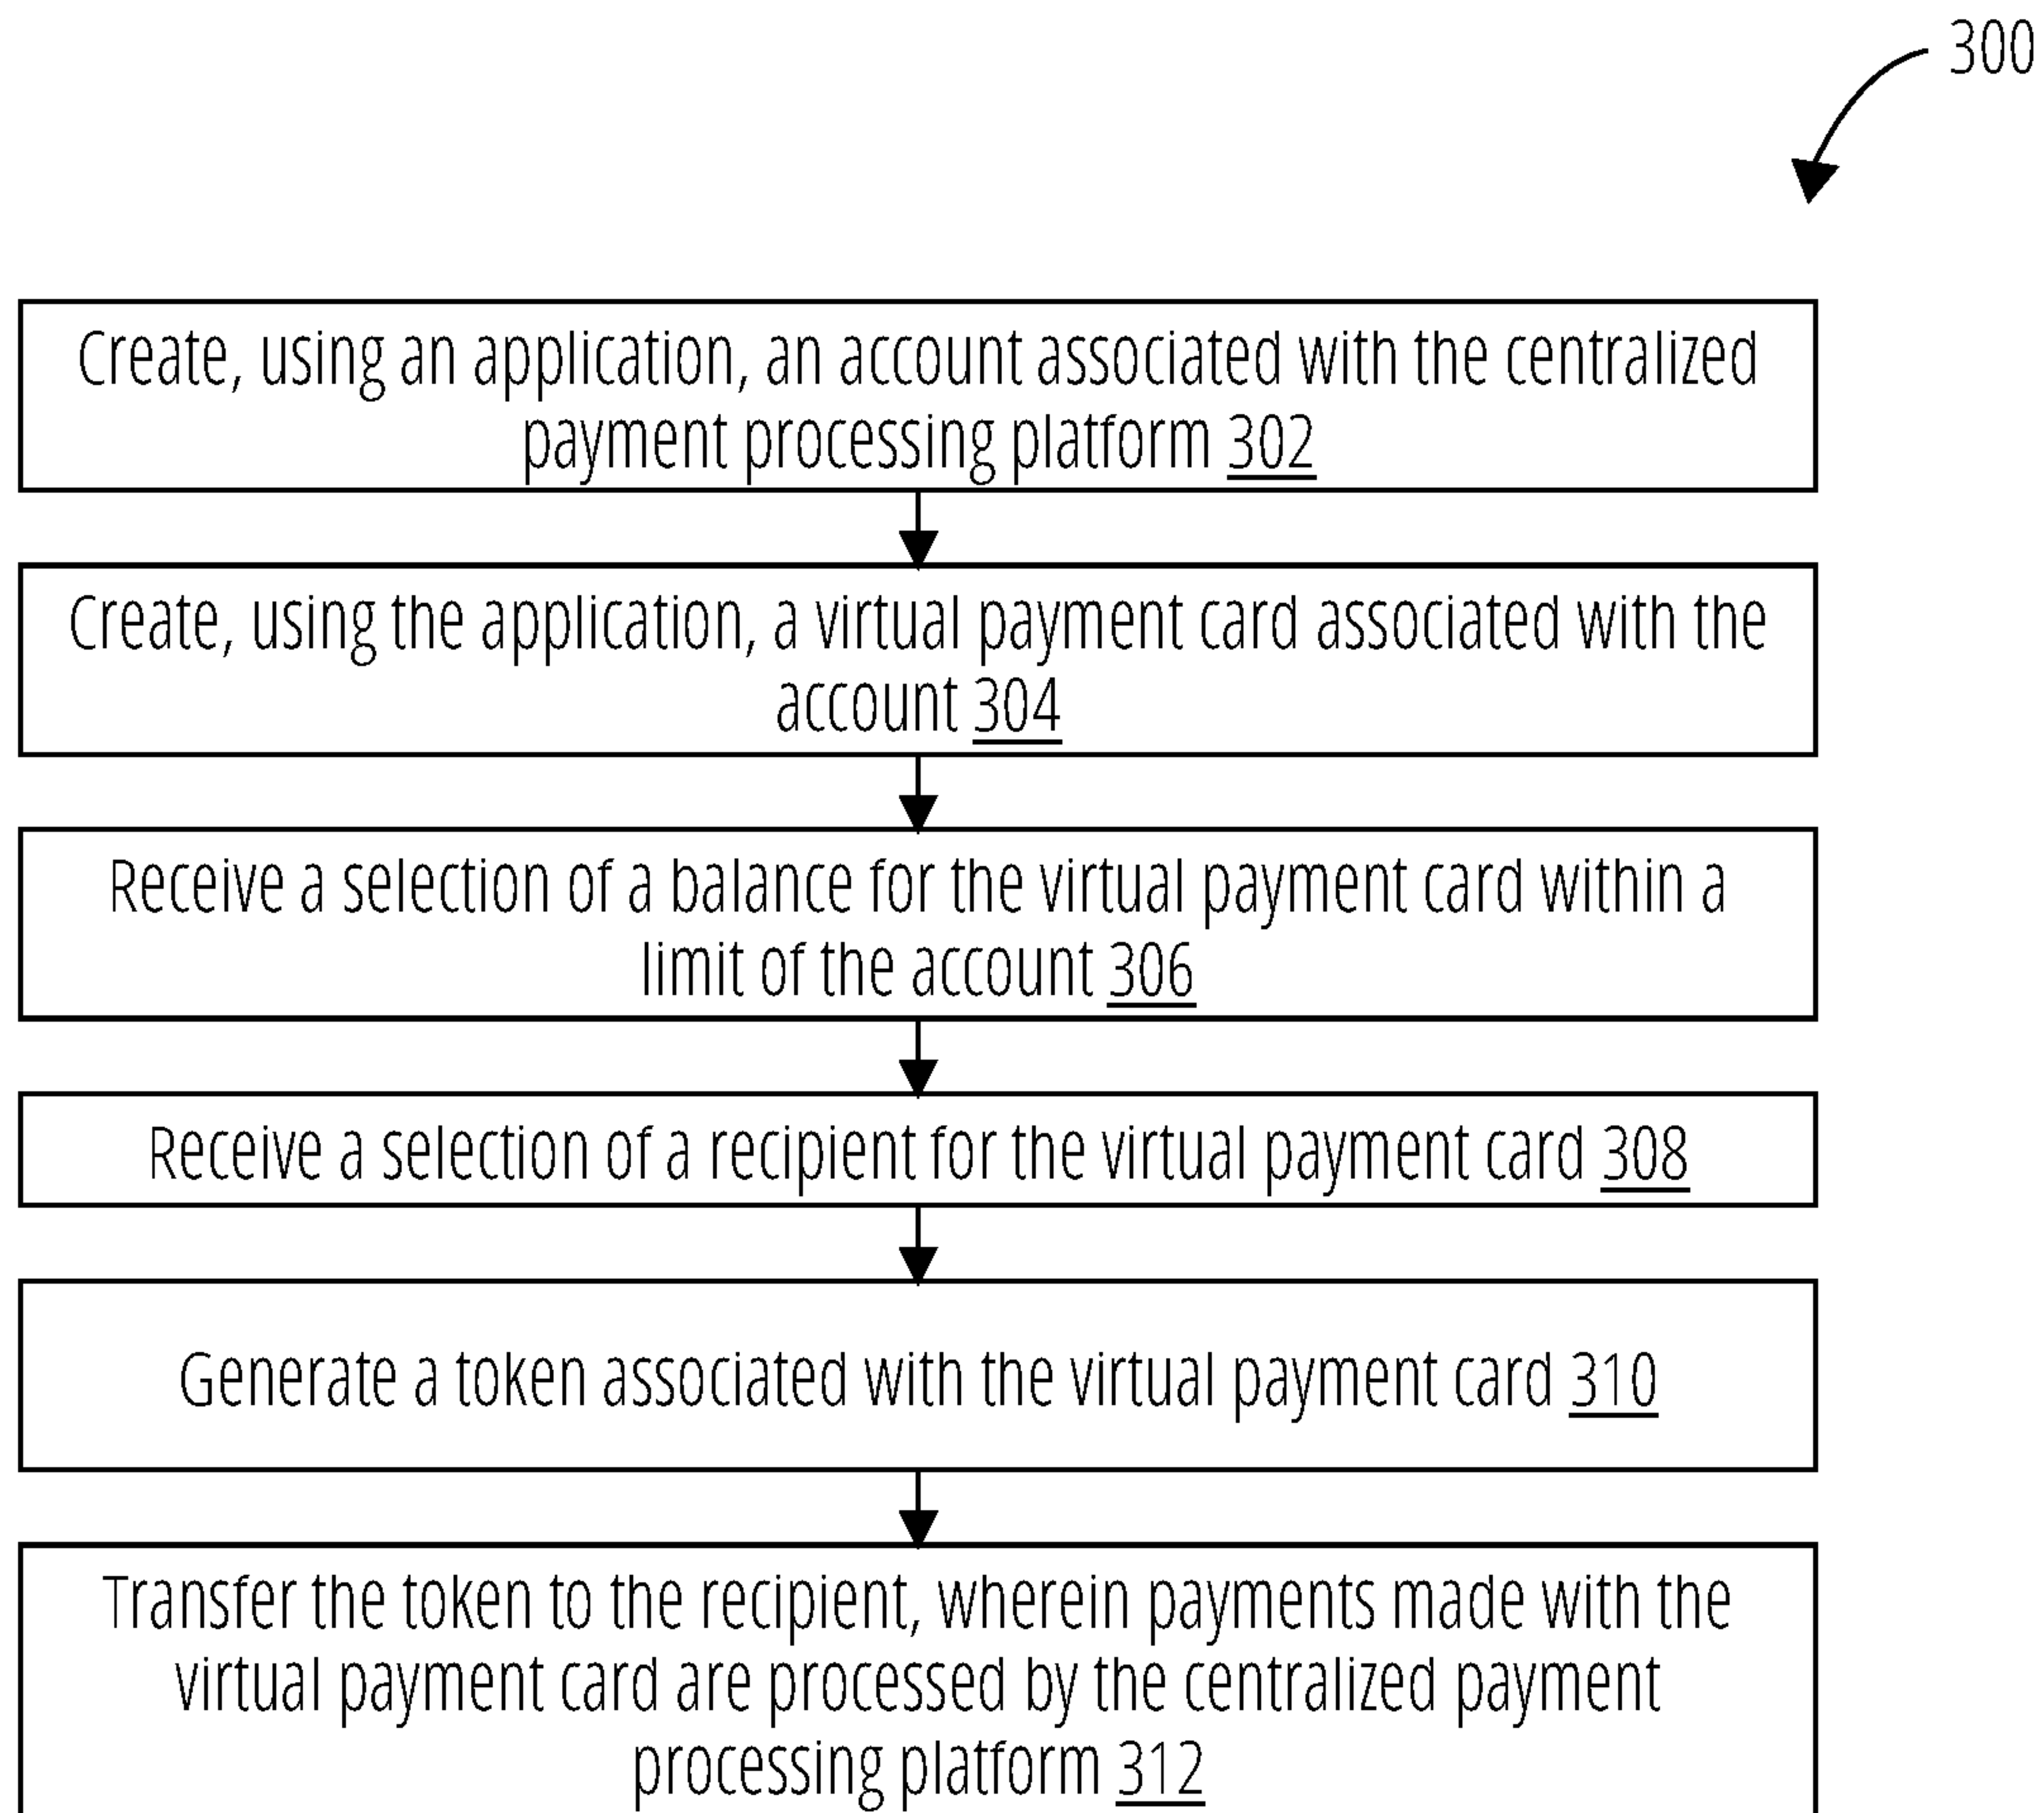 300
Create, using an application, an account associated with the centralized
payment processing platform 302
Create, using the application, a virtual payment card associated with the
account 304
Receive a selection of a balance for the virtual payment card within a
limit of the account 306
Receive a selection of a recipient for the virtual payment card 308
Generate a token associated with the virtual payment card 310
Transfer the token to the recipient, wherein payments made with the
virtual payment card are processed by the centralized payment
processing platform 312